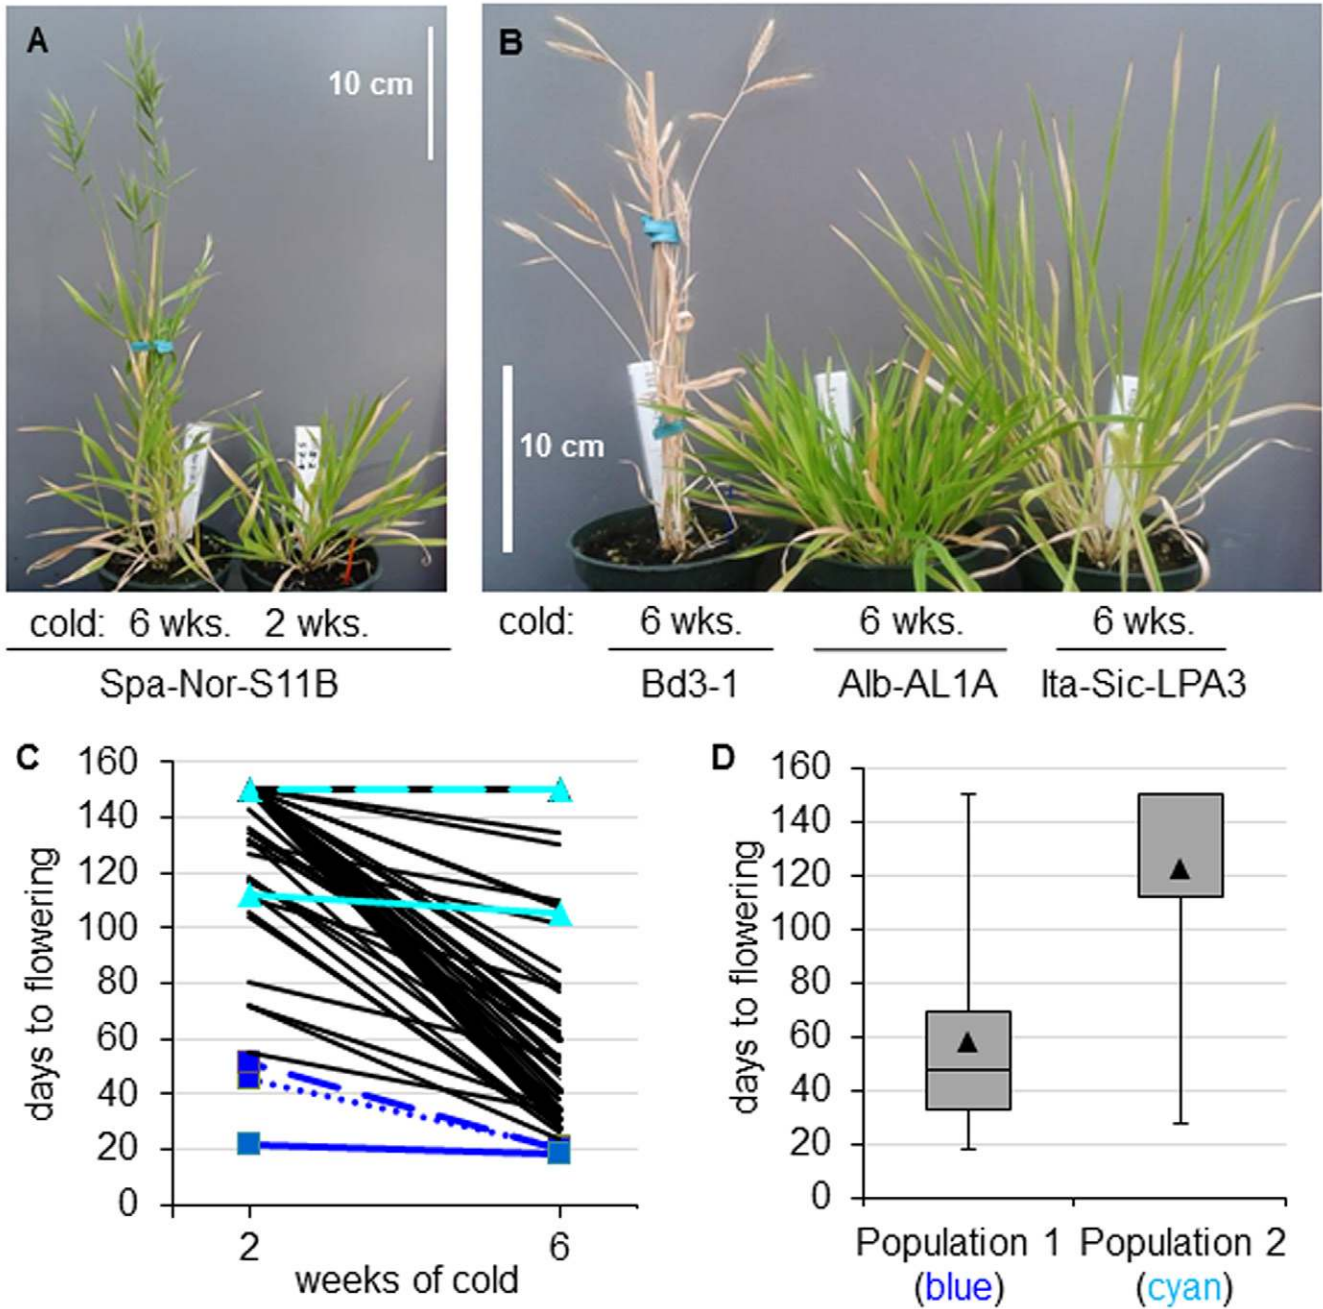 A
10 cm
B
10 cm
cold: 6 wks. 2 wks.
Spa-Nor-S11B
cold: 6 wks. 6 wks. 6 wks.
Bd3-1 Alb-AL1A Ita-Sic-LPA3
C
160
140
120
100
80
60
40
20
0
days to flowering
2 6
weeks of cold
D
160
140
120
100
80
60
40
20
0
days to flowering
Population 1 Population 2
(blue) (cyan)